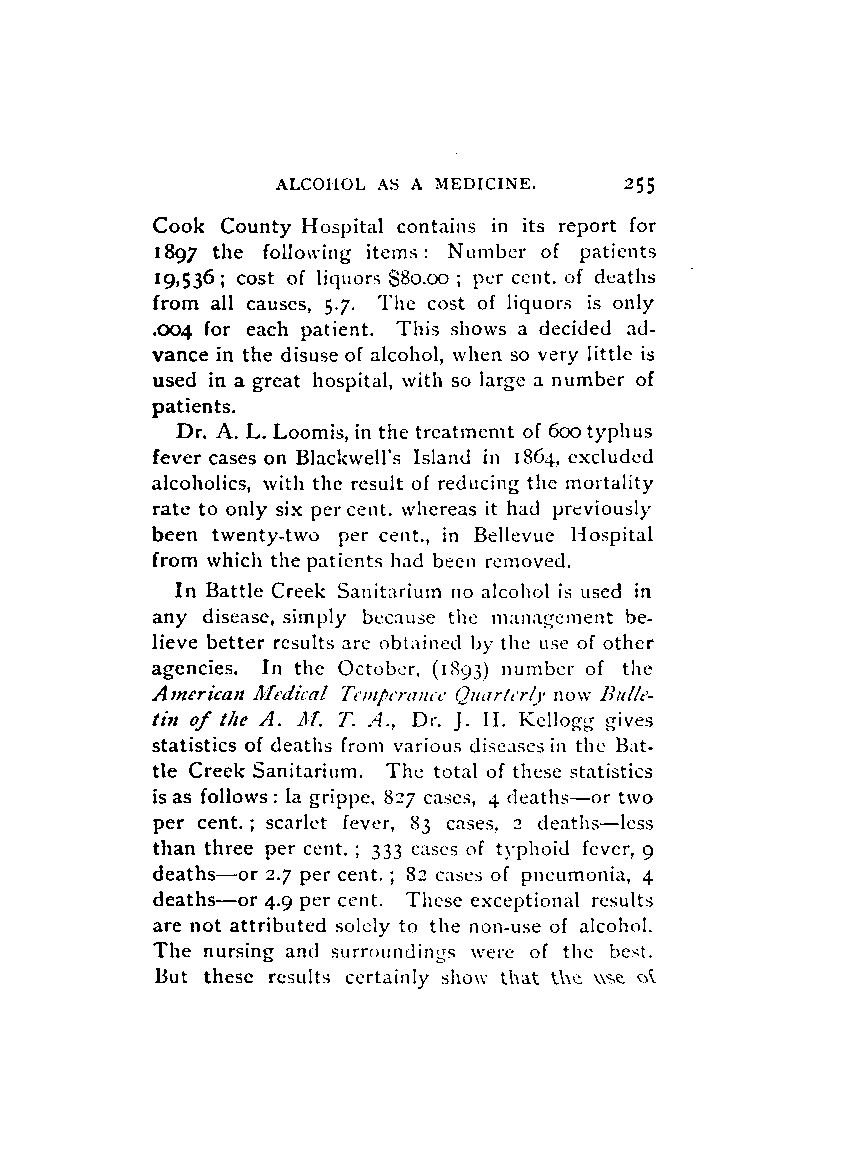 ALCOHOL AS A MEDICINE. 255
Cook County Hospital contains in its report for
1897 the following items : Number of patients
19,536 ; cost of liquors $80.00 ; per cent. of deaths
from all causes, 5.7. The cost of liquors is only
.004 for each patient. This shows a decided ad-
vance in the disuse of alcohol, when so very little is
used in a great hospital, with so large a number of
patients.
Dr. A. L. Loomis, in the treatmemt of 600 typhus
fever cases on Blackwell's Island in 1864, excluded
alcoholics, with the result of reducing the mortality
rate to only six per cent. whereas it had previously
been twenty-two per cent., in Bellevue Hospital
from which the patients had been removed.
In Battle Creek Sanitarium no alcohol is used in
any disease, simply because the management be-
lieve better results are obtained by the use of other
agencies. In the October, (1893) number of the
American Medical Temperance Quarterly now Bulle-
tin of the A. M. T. A., Dr. J. H. Kellogg gives
statistics of deaths from various diseases in the Bat-
tle Creek Sanitarium. The total of these statistics
is as follows : la grippe, 827 cases, 4 deaths—or two
per cent. ; scarlet fever, 83 cases, 2 deaths—less
than three per cent. ; 333 cases of typhoid fever, 9
deaths—or 2.7 per cent. ; 82 cases of pneumonia, 4
deaths—or 4.9 per cent. These exceptional results
are not attributed solely to the non-use of alcohol.
The nursing and surroundings were of the best.
But these results certainly show that the use of